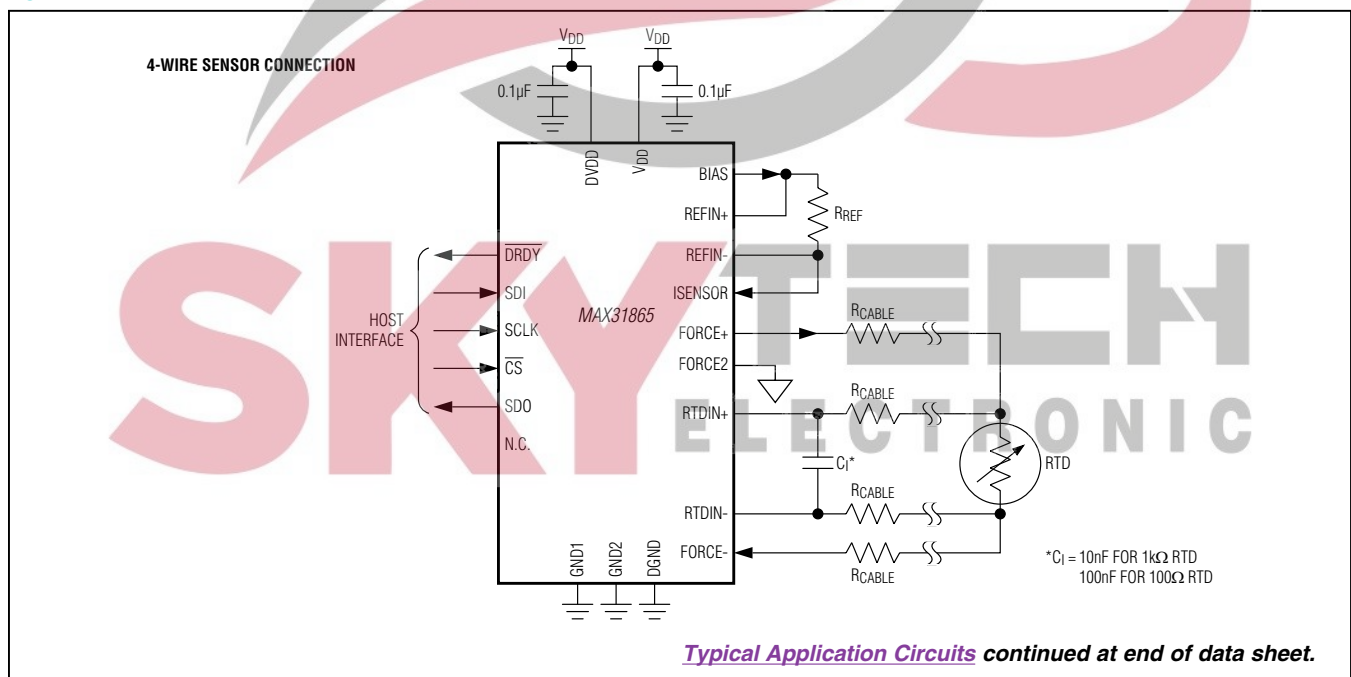 4-WIRE SENSOR CONNECTION
VDD
VDD
0.1µF
0.1µF
DVDD
VDD
BIAS
REFIN+
RREF
REFIN-
ISENSOR
DRDY
SDI
SCLK
CS
SDO
N.C.
HOST
INTERFACE
MAX31865
FORCE+
RCABLE
FORCE2
RTDIN+
RCABLE
CI*
RTD
RTDIN-
RCABLE
FORCE-
RCABLE
GND1
GND2
DGND
*CI = 10nF FOR 1kΩ RTD
100nF FOR 100Ω RTD
Typical Application Circuits continued at end of data sheet.
SKYTECH
ELECTRONIC